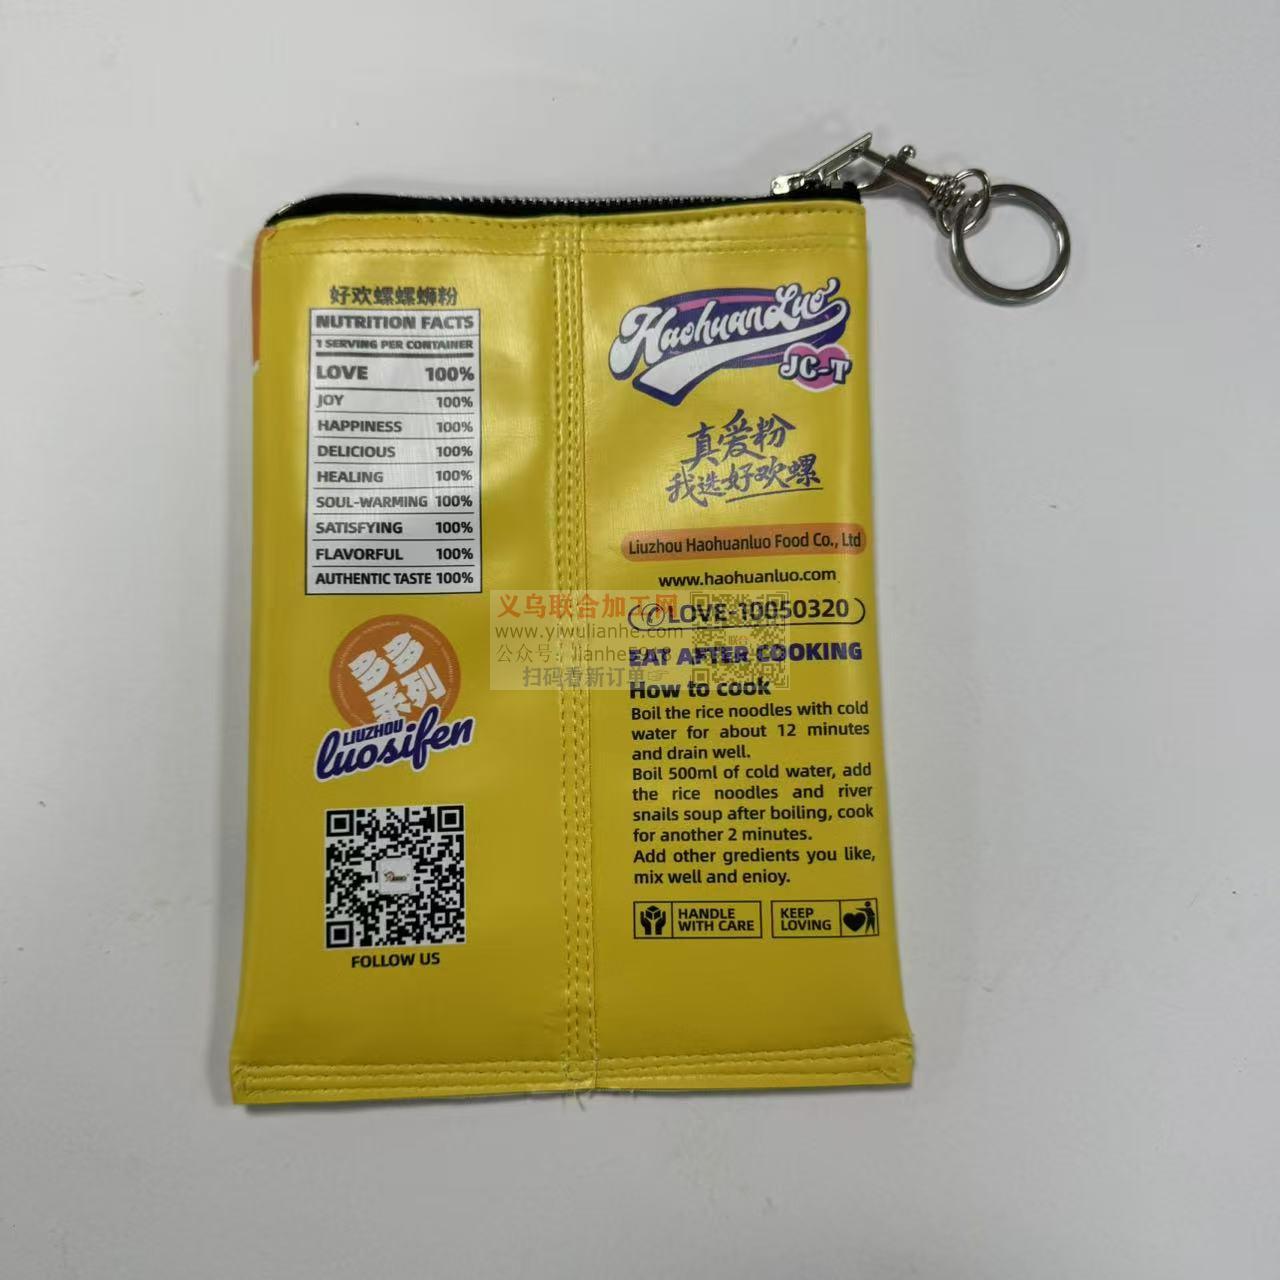 好欢螺螺蛳粉
NUTRITION FACTS
1 SERVING PER CONTAINER
LOVE 100%
JOY 100%
HAPPINESS 100%
DELICIOUS 100%
HEALING 100%
SOUL-WARMING 100%
SATISFYING 100%
FLAVORFUL 100%
AUTHENTIC TASTE 100%
多多
系列
LIUZHOU
luosifen
FOLLOW US
HaohuanLuo
JC-T
真爱粉
我选好欢螺
Liuzhou Haohuanluo Food Co., Ltd
www.haohuanluo.com
LOVE-10050320
EAT AFTER COOKING
How to cook
Boil the rice noodles with cold
water for about 12 minutes
and drain well.
Boil 500ml of cold water, add
the rice noodles and river
snails soup after boiling, cook
for another 2 minutes.
Add other gredients you like,
mix well and enioy.
HANDLE
WITH CARE
KEEP
LOVING
义乌联合加工网
www.yiwulianhe.com
公众号: lianhe5918
扫码看新订单